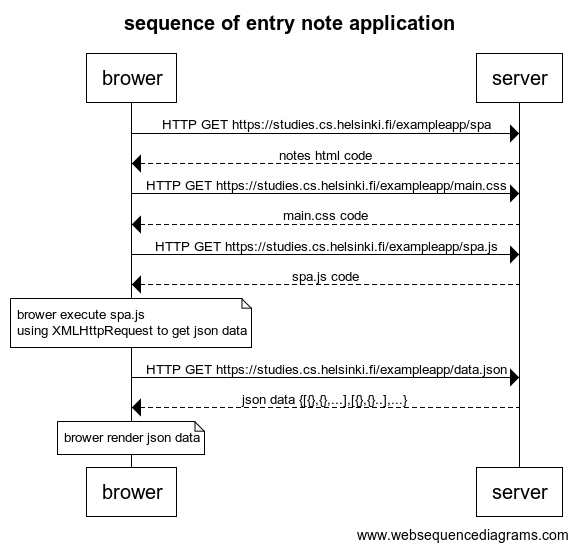 sequence of entry note application
brower
server
HTTP GET https://studies.cs.helsinki.fi/exampleapp/spa
notes html code
HTTP GET https://studies.cs.helsinki.fi/exampleapp/main.css
main.css code
HTTP GET https://studies.cs.helsinki.fi/exampleapp/spa.js
spa.js code
brower execute spa.js
using XMLHttpRequest to get json data
HTTP GET https://studies.cs.helsinki.fi/exampleapp/data.json
json data {[{},{},...],[{},{}..],...}
brower render json data
brower
server
www.websequencediagrams.com